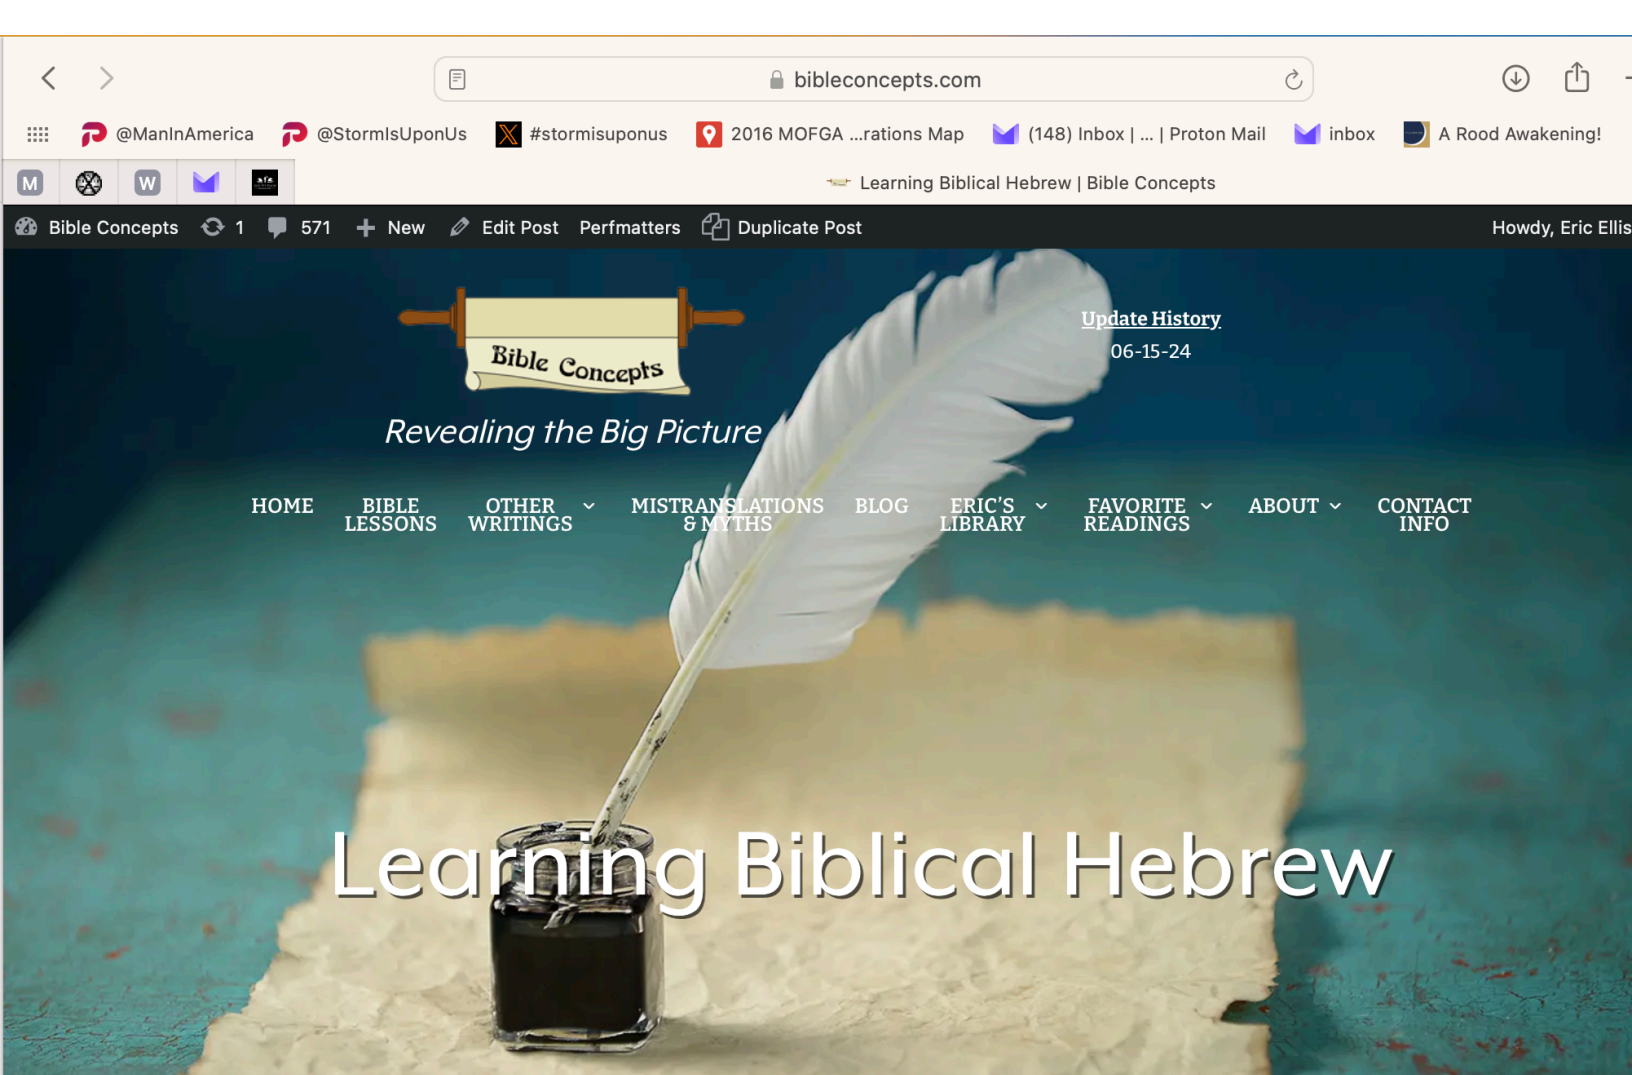 bibleconcepts.com
@ManInAmerica @StormIsUponUs #stormisuponus 2016 MOFGA ...rations Map (148) Inbox | ... | Proton Mail inbox A Rood Awakening!
M W Learning Biblical Hebrew | Bible Concepts
Bible Concepts 1 571 New Edit Post Perfmatters Duplicate Post Howdy, Eric Ellis
Bible Concepts
Revealing the Big Picture
Update History
06-15-24
HOME
BIBLE
LESSONS
OTHER
WRITINGS
MISTRANSLATIONS
& MYTHS
BLOG
ERIC’S
LIBRARY
FAVORITE
READINGS
ABOUT
CONTACT
INFO
Learning Biblical Hebrew